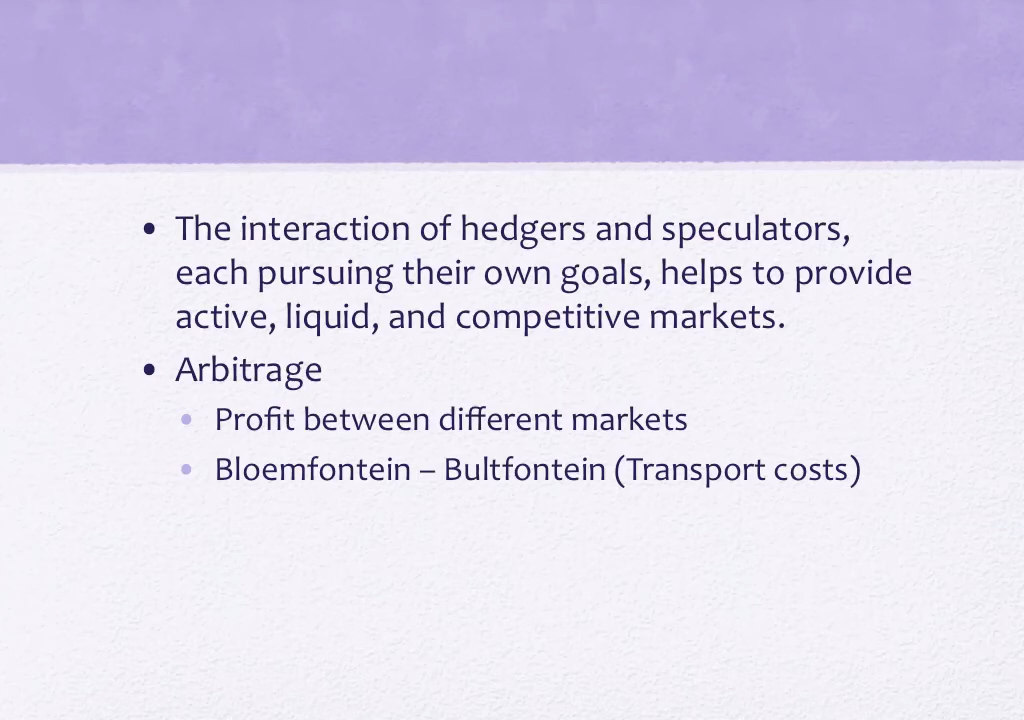 • The interaction of hedgers and speculators,
each pursuing their own goals, helps to provide
active, liquid, and competitive markets.
• Arbitrage
• Profit between different markets
• Bloemfontein – Bultfontein (Transport costs)